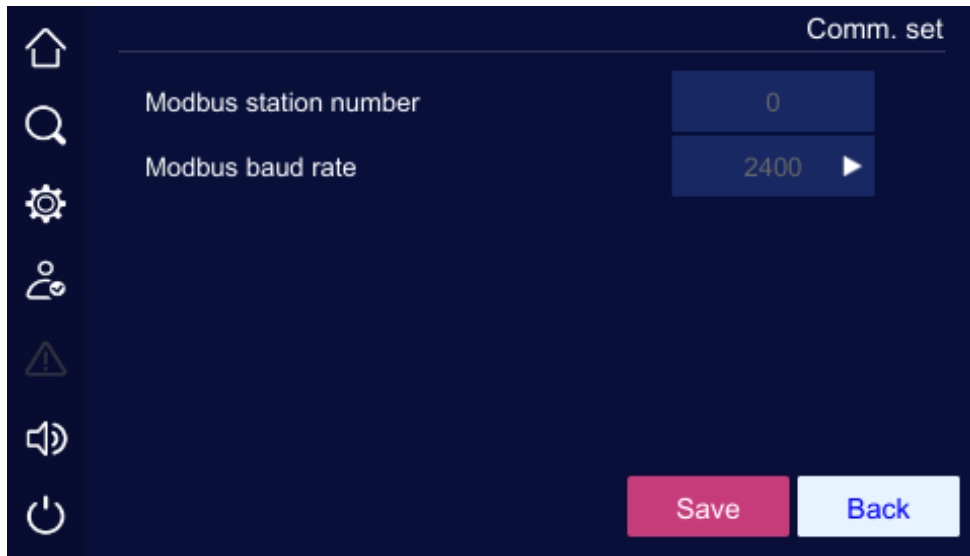 Comm. set
Modbus station number 0
Modbus baud rate 2400
Save Back